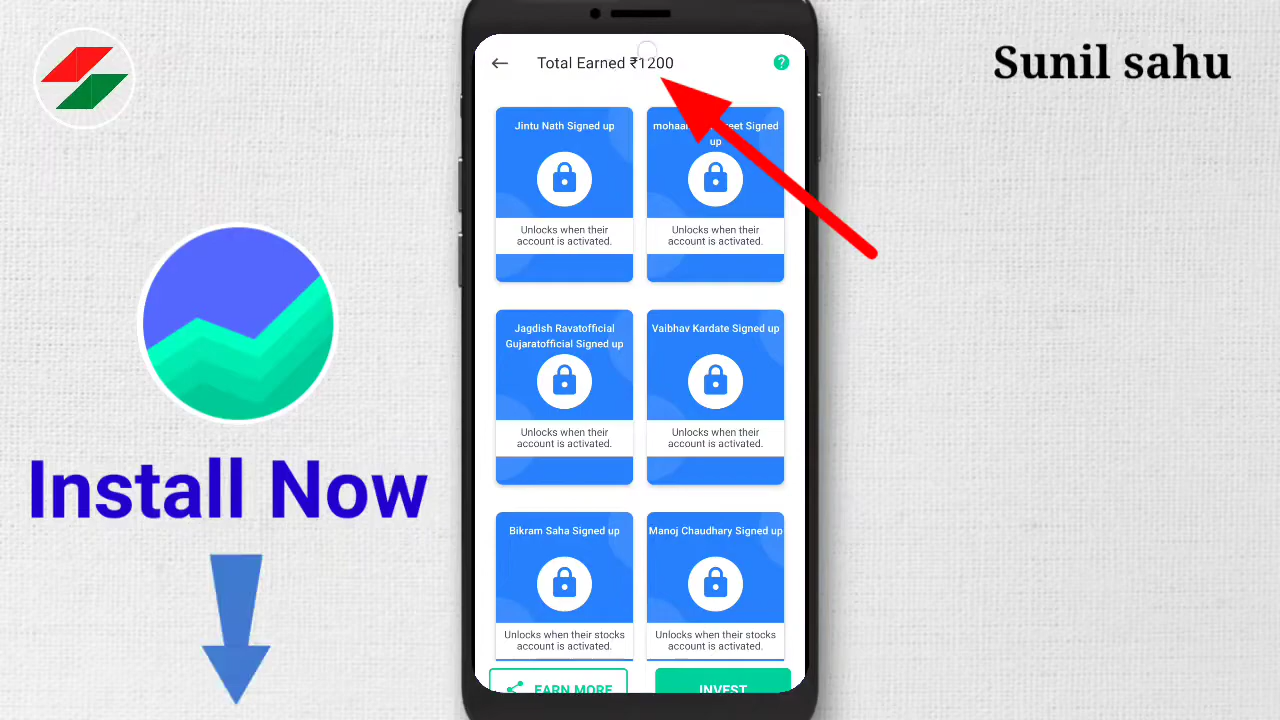 Sunil sahu
Total Earned ₹1200
?
Jintu Nath Signed up
Signed
up
Unlocks when their
account is activated.
Unlocks when their
account is activated.
Jagdish Ravatofficial
Gujaratofficial Signed up
Vaibhav Kardate Signed up
Unlocks when their
account is activated.
Unlocks when their
account is activated.
Install Now
Bikram Saha Signed up
Manoj Chaudhary Signed up
Unlocks when their stocks
account is activated.
Unlocks when their stocks
account is activated.
EARN MORE
INVEST